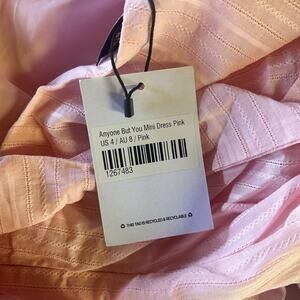 Anyone But You Mini Dress Pink
US 4 / AU 8 / Pink
1267483
THIS TAG IS RECYCLED & RECYCLABLE